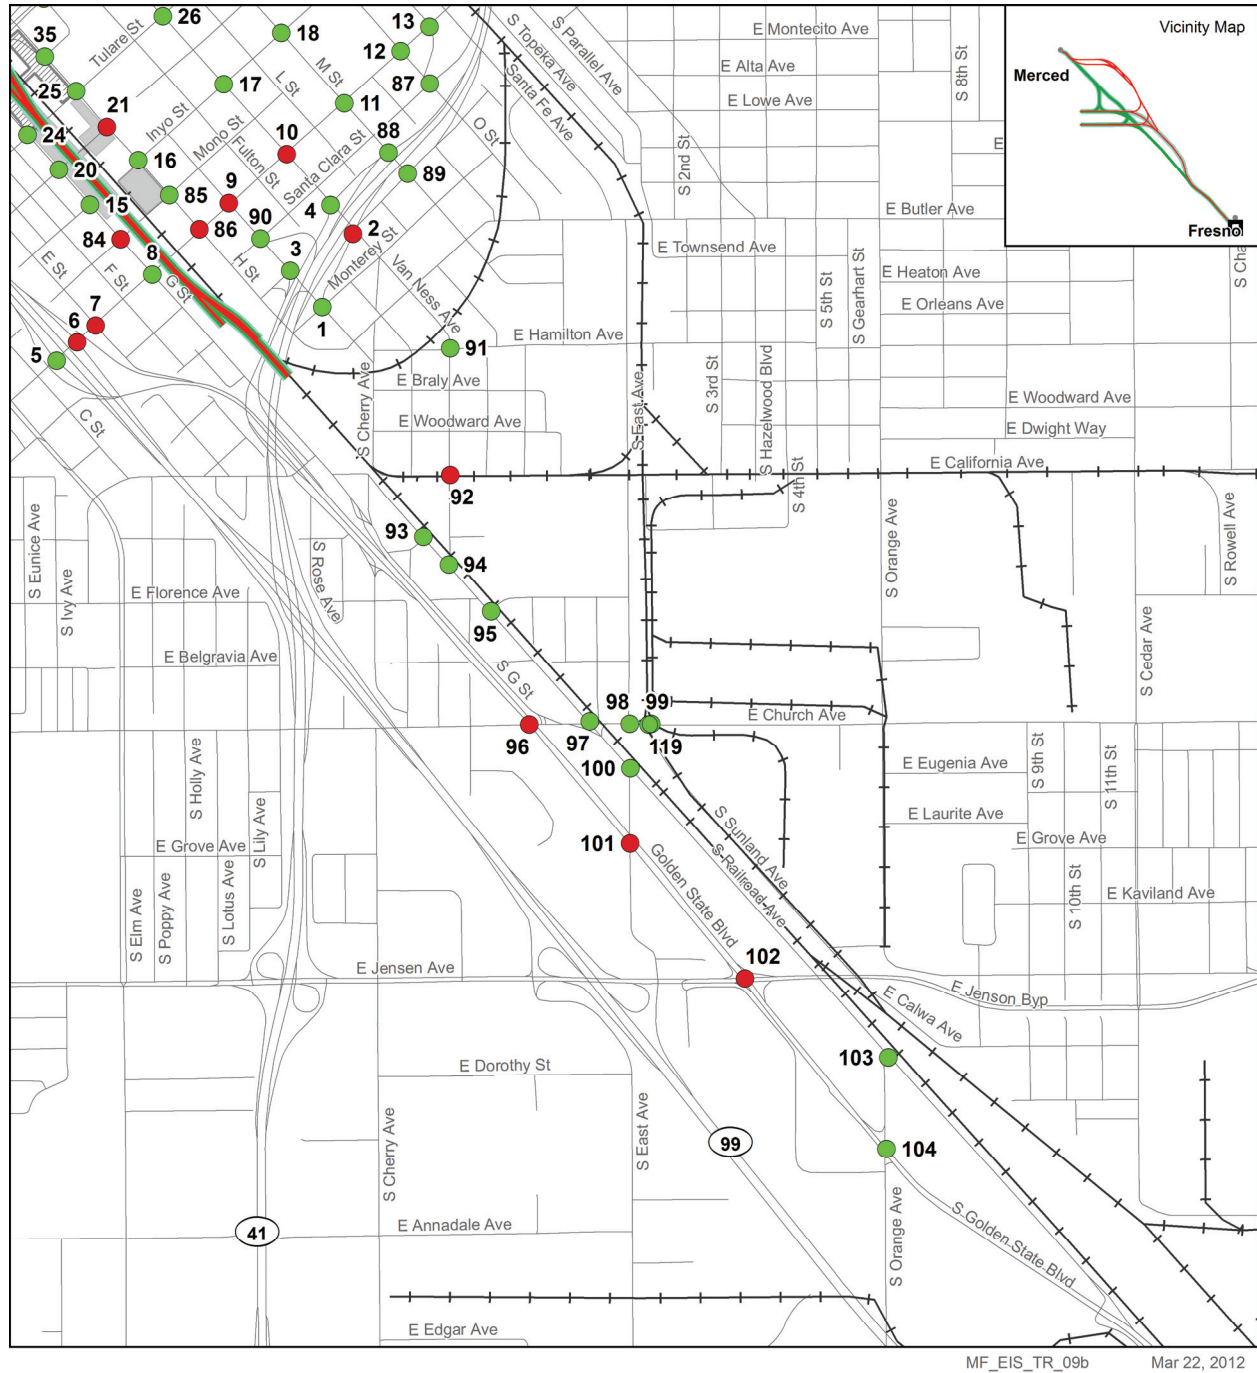 26
13
35
Tulare St
18
12
S Topeka Ave
S Parallel Ave
E Montecito Ave
S 8th St
Vicinity Map
M St
L St
17
87
E Alta Ave
Merced
25
21
Inyo St
11
Santa Fe Ave
E Lowe Ave
Mono St
O St
24
10
88
Fulton St
Santa Clara St
S 2nd St
E
20
16
89
85
9
4
15
90
2
E Butler Ave
Fresno
84
86
Monterey St
E Townsend Ave
S Cha
8
H St
3
Van Ness Ave
S 5th St
S Gearhart St
E Heaton Ave
E St
F St
G St
E Orleans Ave
7
6
1
E Hamilton Ave
5
91
S 3rd St
S Hazelwood Blvd
E Braly Ave
S Cherry Ave
S East Ave
E Woodward Ave
C St
E Woodward Ave
E Dwight Way
E California Ave
92
S 4th St
S Eunice Ave
93
S Orange Ave
S Rowell Ave
S Ivy Ave
S Rose Ave
94
E Florence Ave
95
S Cedar Ave
E Belgravia Ave
S G St
98
99
E Church Ave
96
97
119
S Holly Ave
100
E Eugenia Ave
S 9th St
S 11th St
S Lily Ave
S Sunland Ave
E Laurite Ave
E Grove Ave
101
Golden State Blvd
S Railroad Ave
E Grove Ave
S Elm Ave
S Poppy Ave
S Lotus Ave
S 10th St
E Kaviland Ave
102
E Jensen Ave
E Jenson Byp
E Calwa Ave
E Dorothy St
103
S Cherry Ave
S East Ave
99
104
S Orange Ave
S Golden State Blvd
41
E Annadale Ave
E Edgar Ave
MF_EIS_TR_09b
Mar 22, 2012